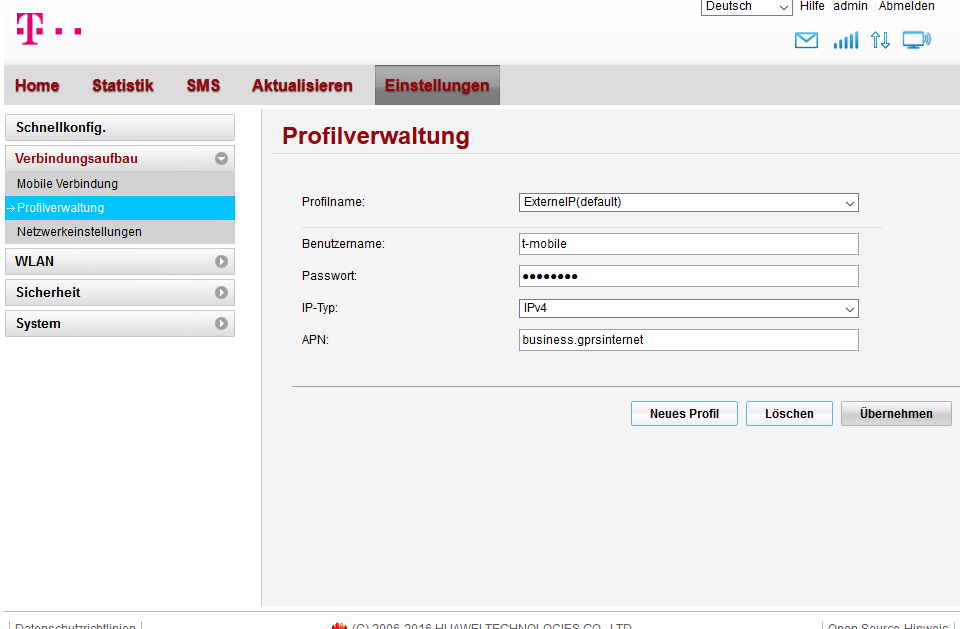 Deutsch Hilfe admin Abmelden
T
Home Statistik SMS Aktualisieren Einstellungen
Schnellkonfig.
Verbindungsaufbau
Mobile Verbindung
Profilverwaltung
Netzwerkeinstellungen
WLAN
Sicherheit
System
Profilverwaltung
Profilname: ExterneIP(default)
Benutzername: t-mobile
Passwort: ●●●●●●●●
IP-Typ: IPv4
APN: business.gprsinternet
Neues Profil Löschen Übernehmen
Datenschutzrichtlinien (C) 2006-2016 HUAWEI TECHNOLOGIES CO., LTD. Open Source-Hinweis